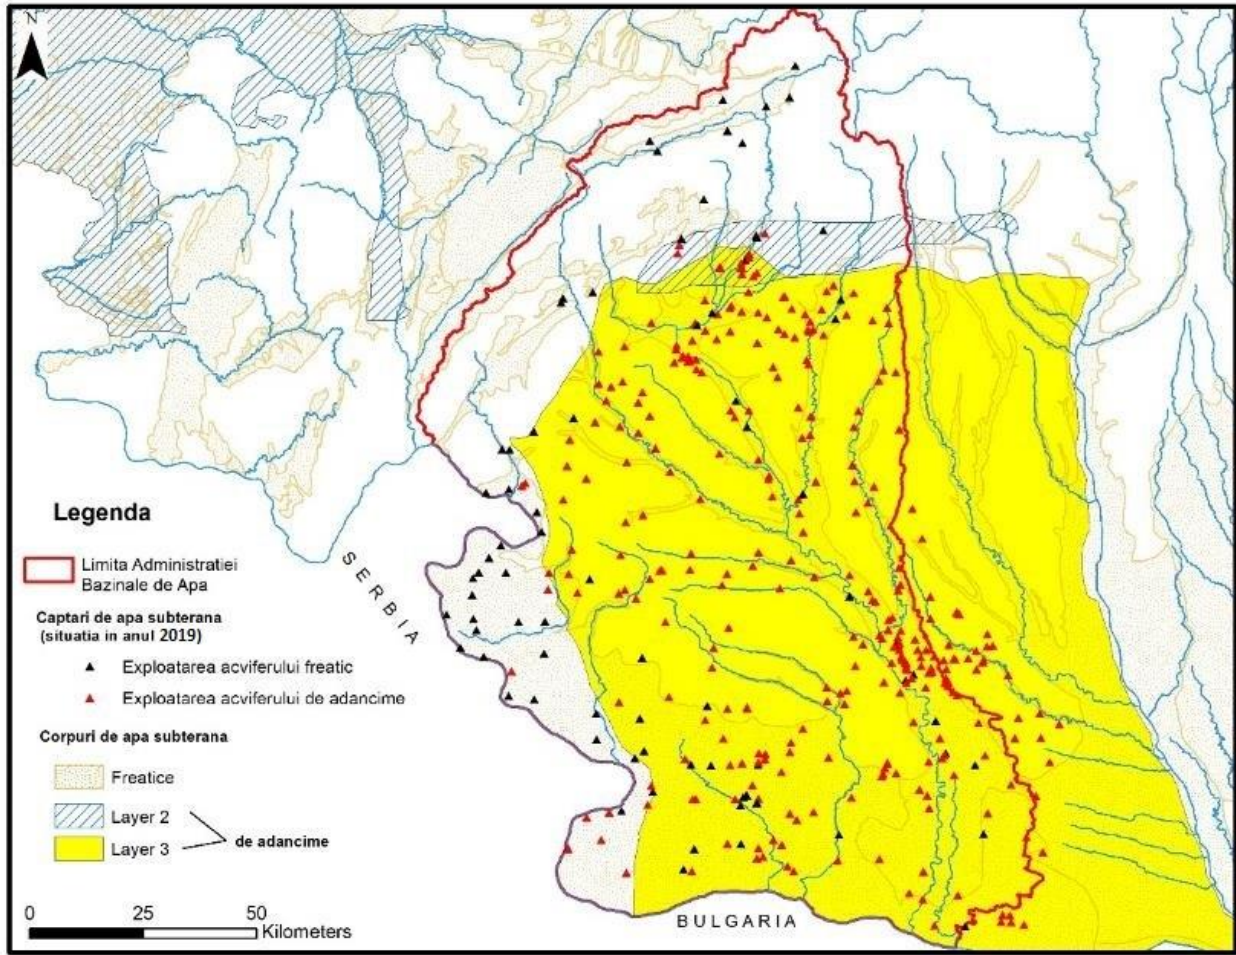 N
Legenda
Limita Administratiei
Bazinale de Apa
Captari de apa subterana
(situatia in anul 2019)
Exploatarea acviferului freatic
Exploatarea acviferului de adancime
Corpuri de apa subterana
Freatice
Layer 2
de adancime
Layer 3
0 25 50
Kilometers
SERBIA
BULGARIA